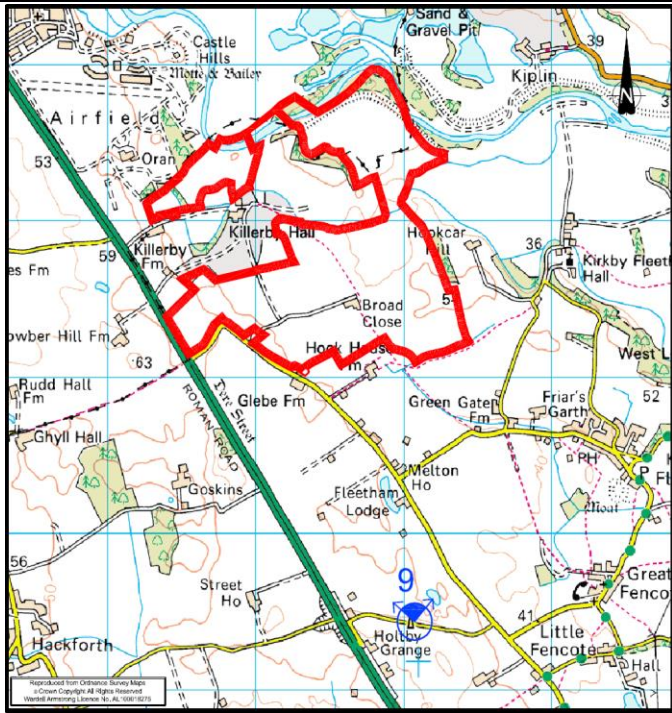 Sand &
Gravel Pit
39
Castle
Hills
Motte & Bailey
Kiplin
N
Airfield
53
Oran
Killerby Hall
Hookcar
Hill
36
Kirkby Fleet
Hall
59
Killerby
Fm
es Fm
54
Broad
Close
owber Hill Fm
63
Hook House
m
West L
Rudd Hall
Fm
Dere Street
ROMAN ROAD
Glebe Fm
Green Gate
Fm
Friar's
Garth
52
Ghyll Hall
PH
P
Goskins
Melton
Ho
Fleetham
Lodge
Moat
56
Street
Ho
9
Great
Fenco
41
Hackforth
Holtby
Grange
Little
Fencote
Hall
Reproduced from Ordnance Survey Maps
© Crown Copyright All Rights Reserved
Wardell Armstrong Licence No. AL 100018275